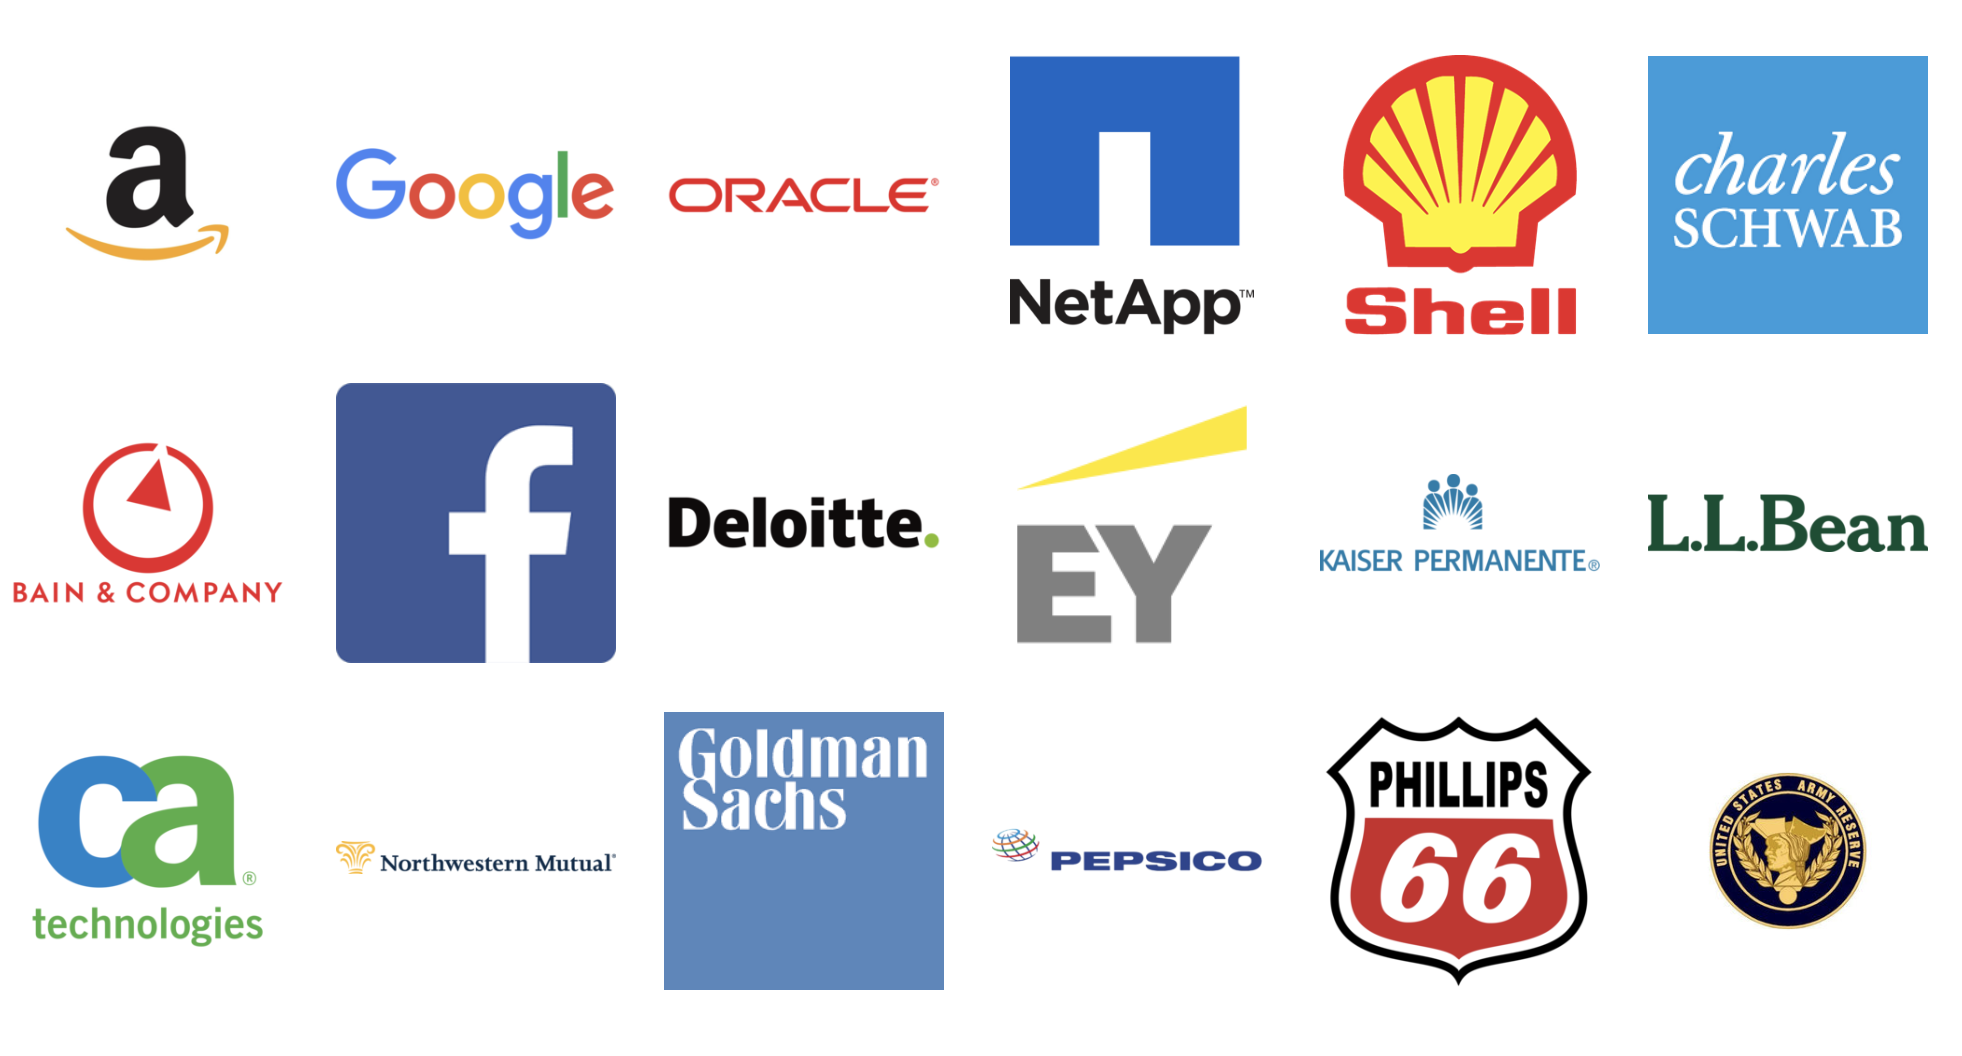 a
Google
ORACLE®
NetApp™
Shell
charles
SCHWAB
BAIN & COMPANY
f
Deloitte.
EY
KAISER PERMANENTE®
L.L.Bean
ca®
technologies
Northwestern Mutual®
Goldman
Sachs
PEPSICO
PHILLIPS
66
UNITED STATES ARMY RESERVE